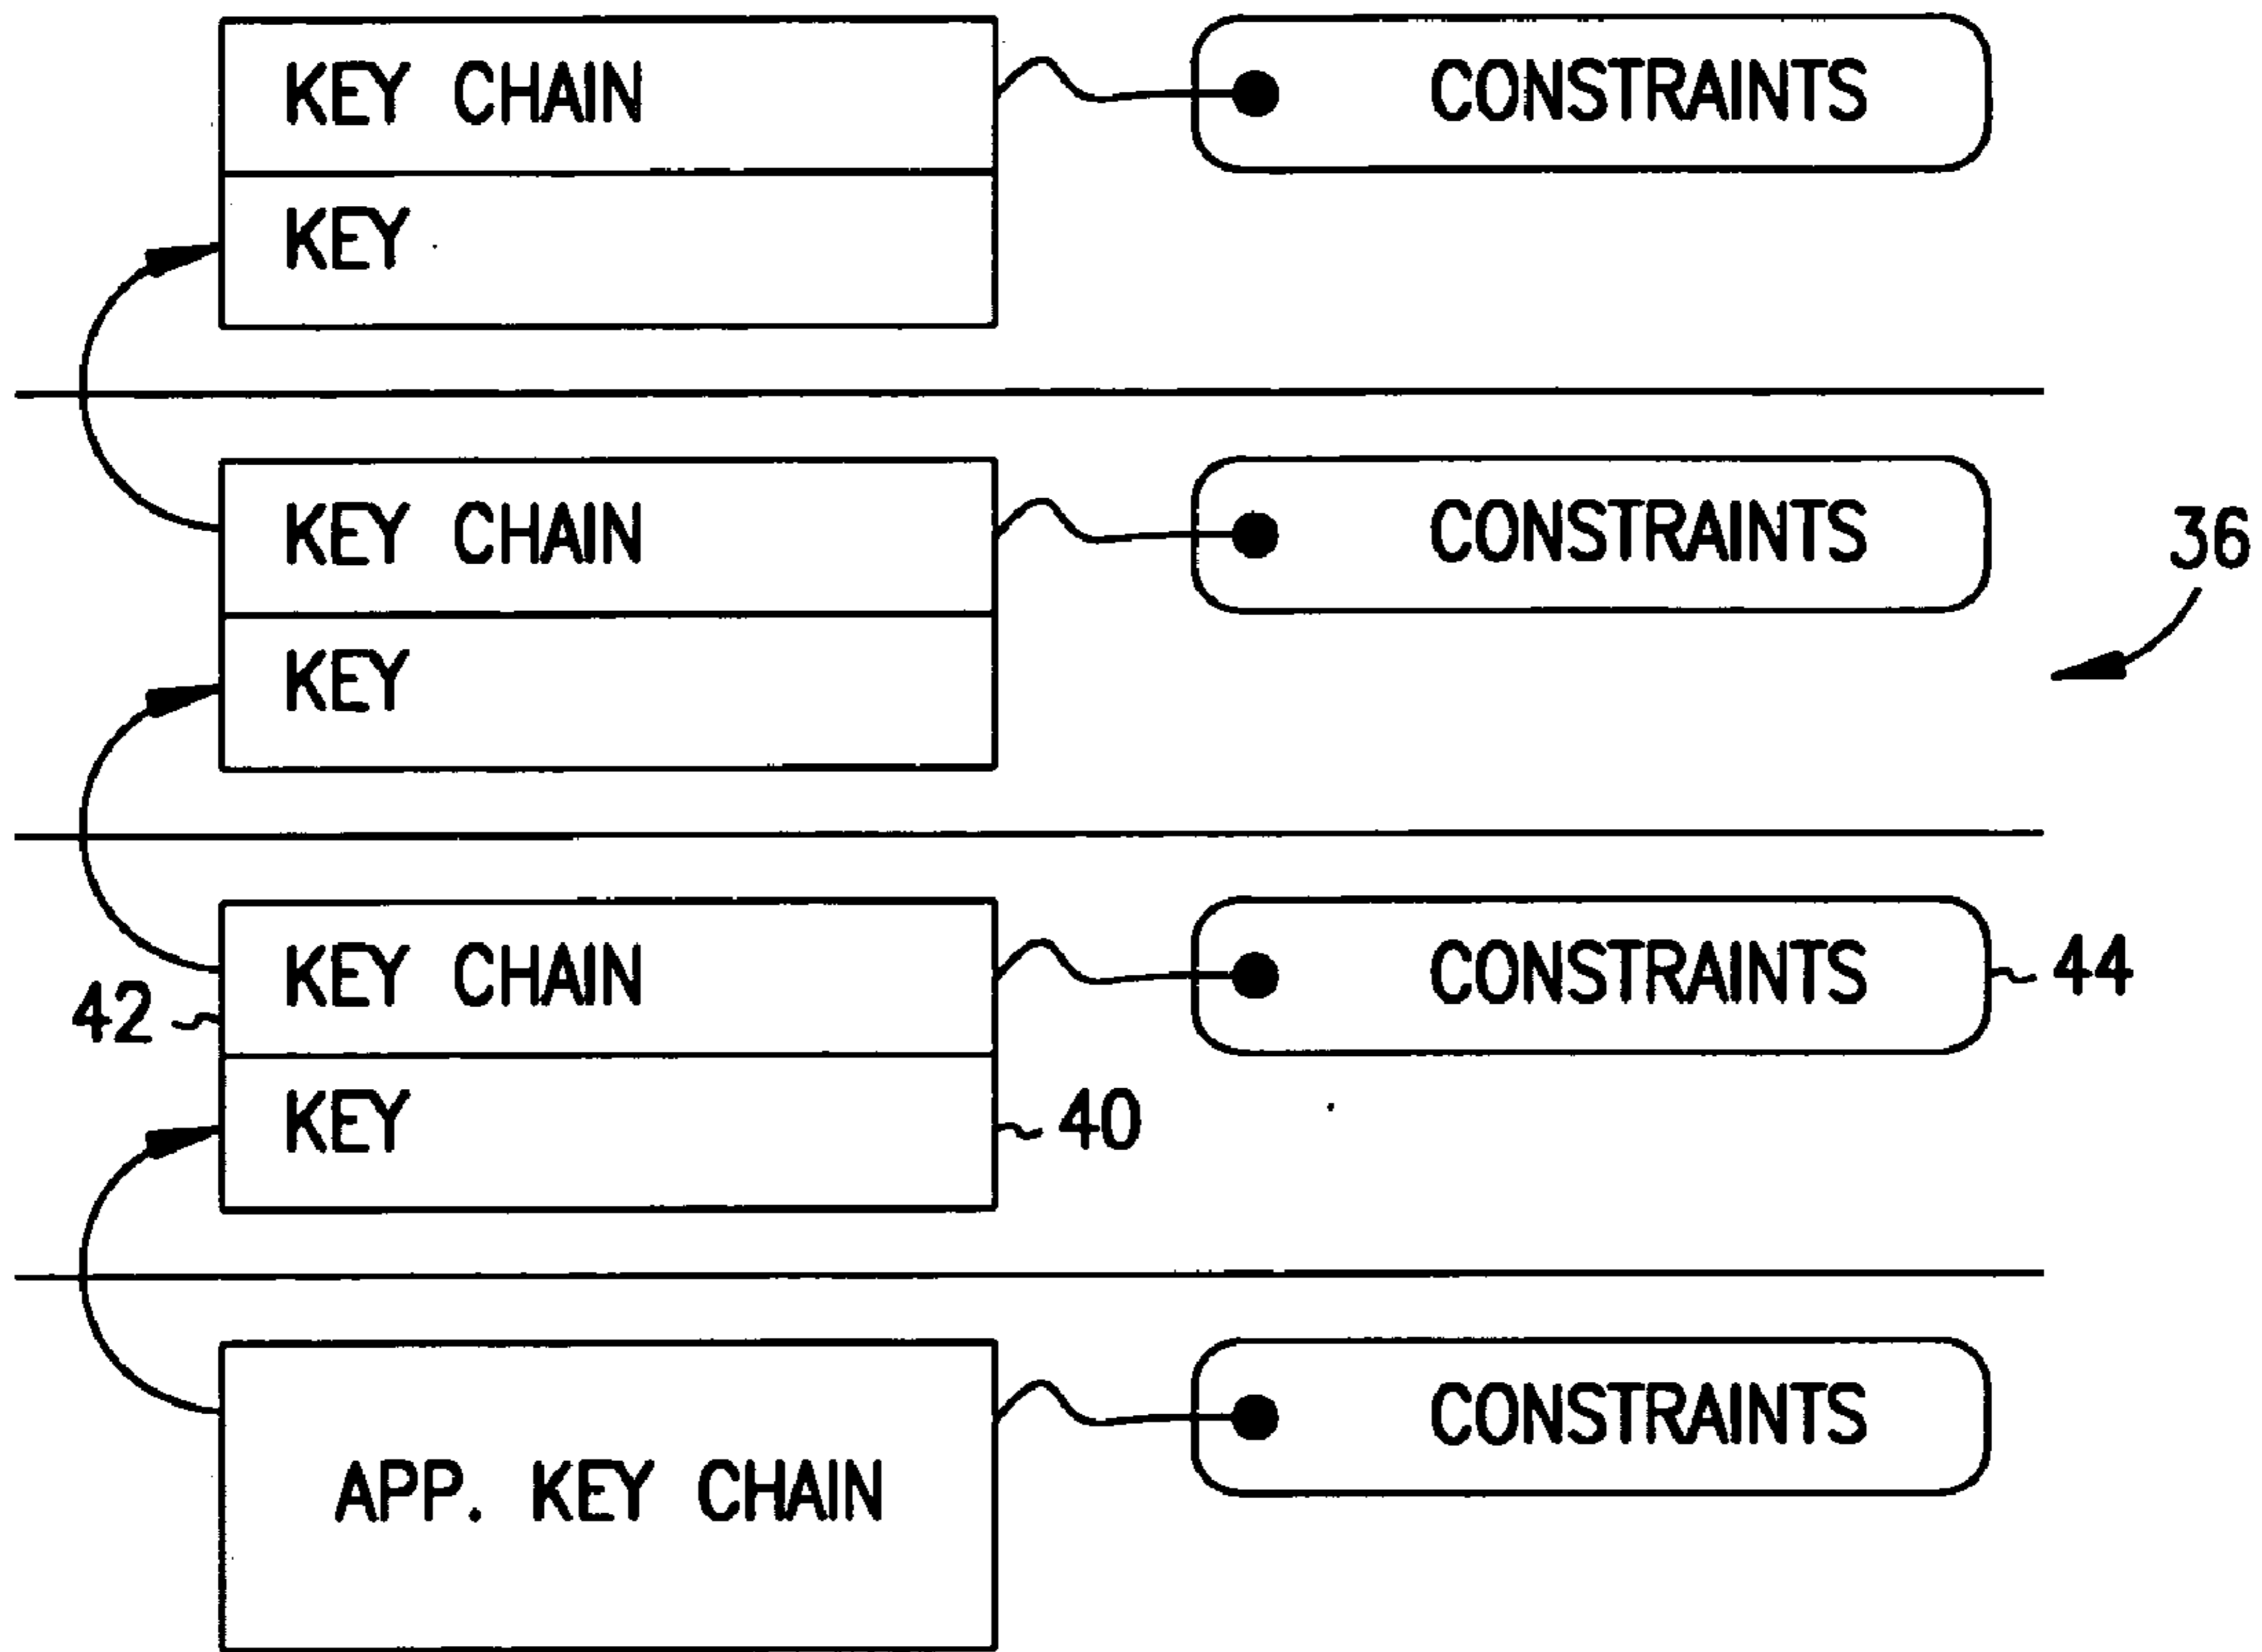 KEY CHAIN
CONSTRAINTS
KEY
KEY CHAIN
CONSTRAINTS
36
KEY
KEY CHAIN
CONSTRAINTS
44
42
KEY
40
APP. KEY CHAIN
CONSTRAINTS